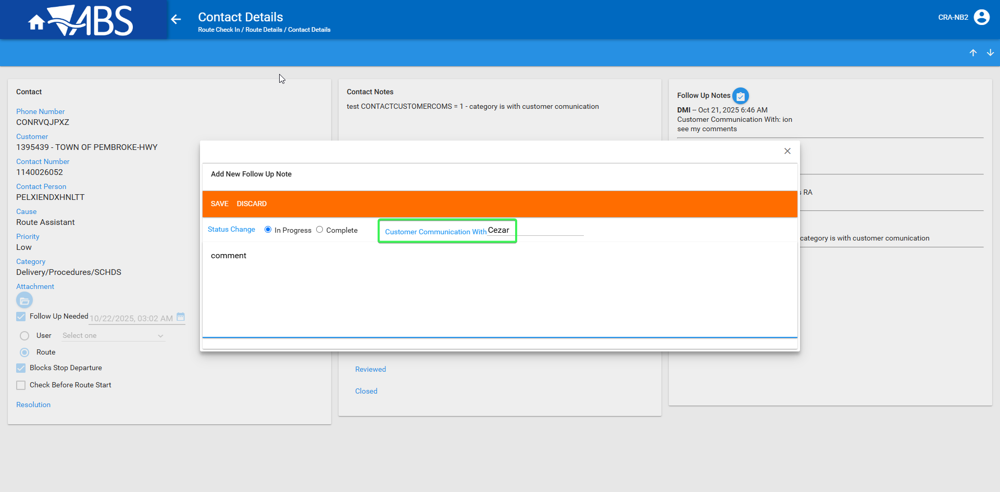 ABS
Contact Details
Route Check In / Route Details / Contact Details
CRA-NB2
Contact
Phone Number
CONRVQJPXZ
Customer
1395439 - TOWN OF PEMBROKE-HWY
Contact Number
1140026052
Contact Person
PELXIENDXHNLTT
Cause
Route Assistant
Priority
Low
Category
Delivery/Procedures/SCHDS
Attachment
Follow Up Needed 10/22/2025, 03:02 AM
User Select one
Route
Blocks Stop Departure
Check Before Route Start
Resolution
Contact Notes
test CONTACTCUSTOMERCOMS = 1 - category is with customer comunication
Add New Follow Up Note
SAVE DISCARD
Status Change In Progress Complete Customer Communication With Cezar
comment
Reviewed
Closed
Follow Up Notes
DMI -- Oct 21, 2025 6:46 AM
Customer Communication With: ion
see my comments
RA
category is with customer comunication